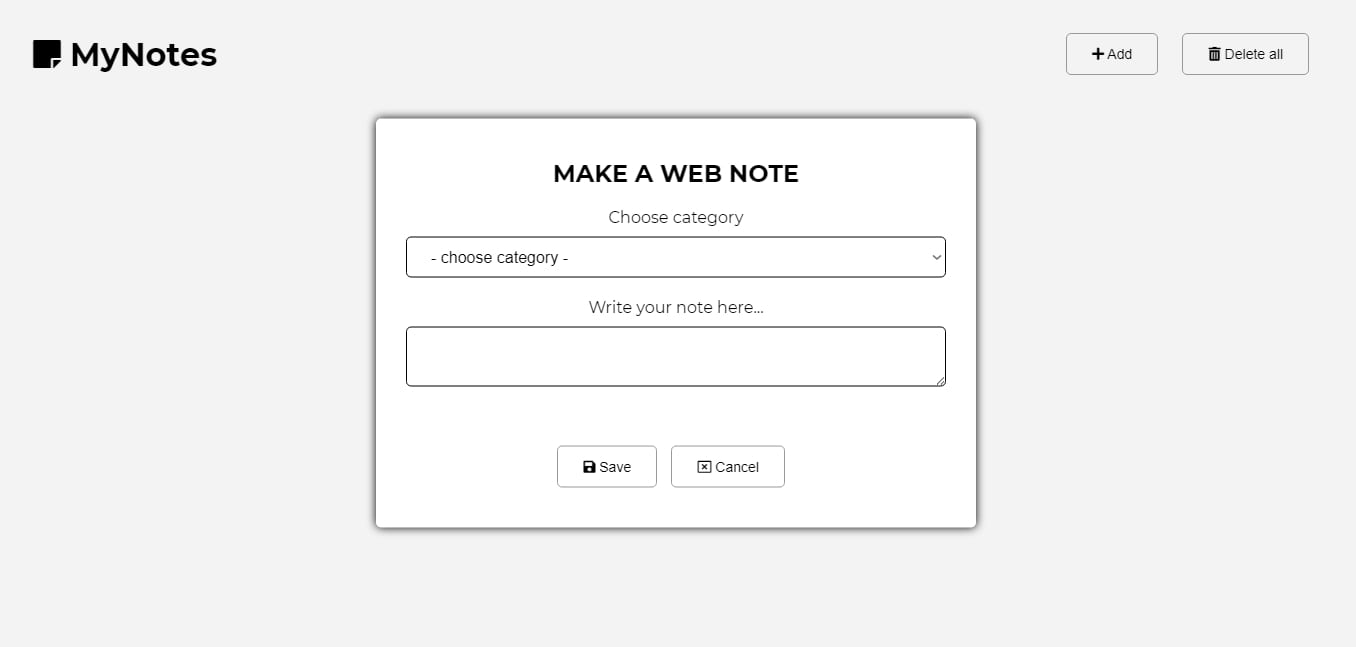 MyNotes
Add
Delete all
MAKE A WEB NOTE
Choose category
- choose category -
Write your note here...
Save
Cancel